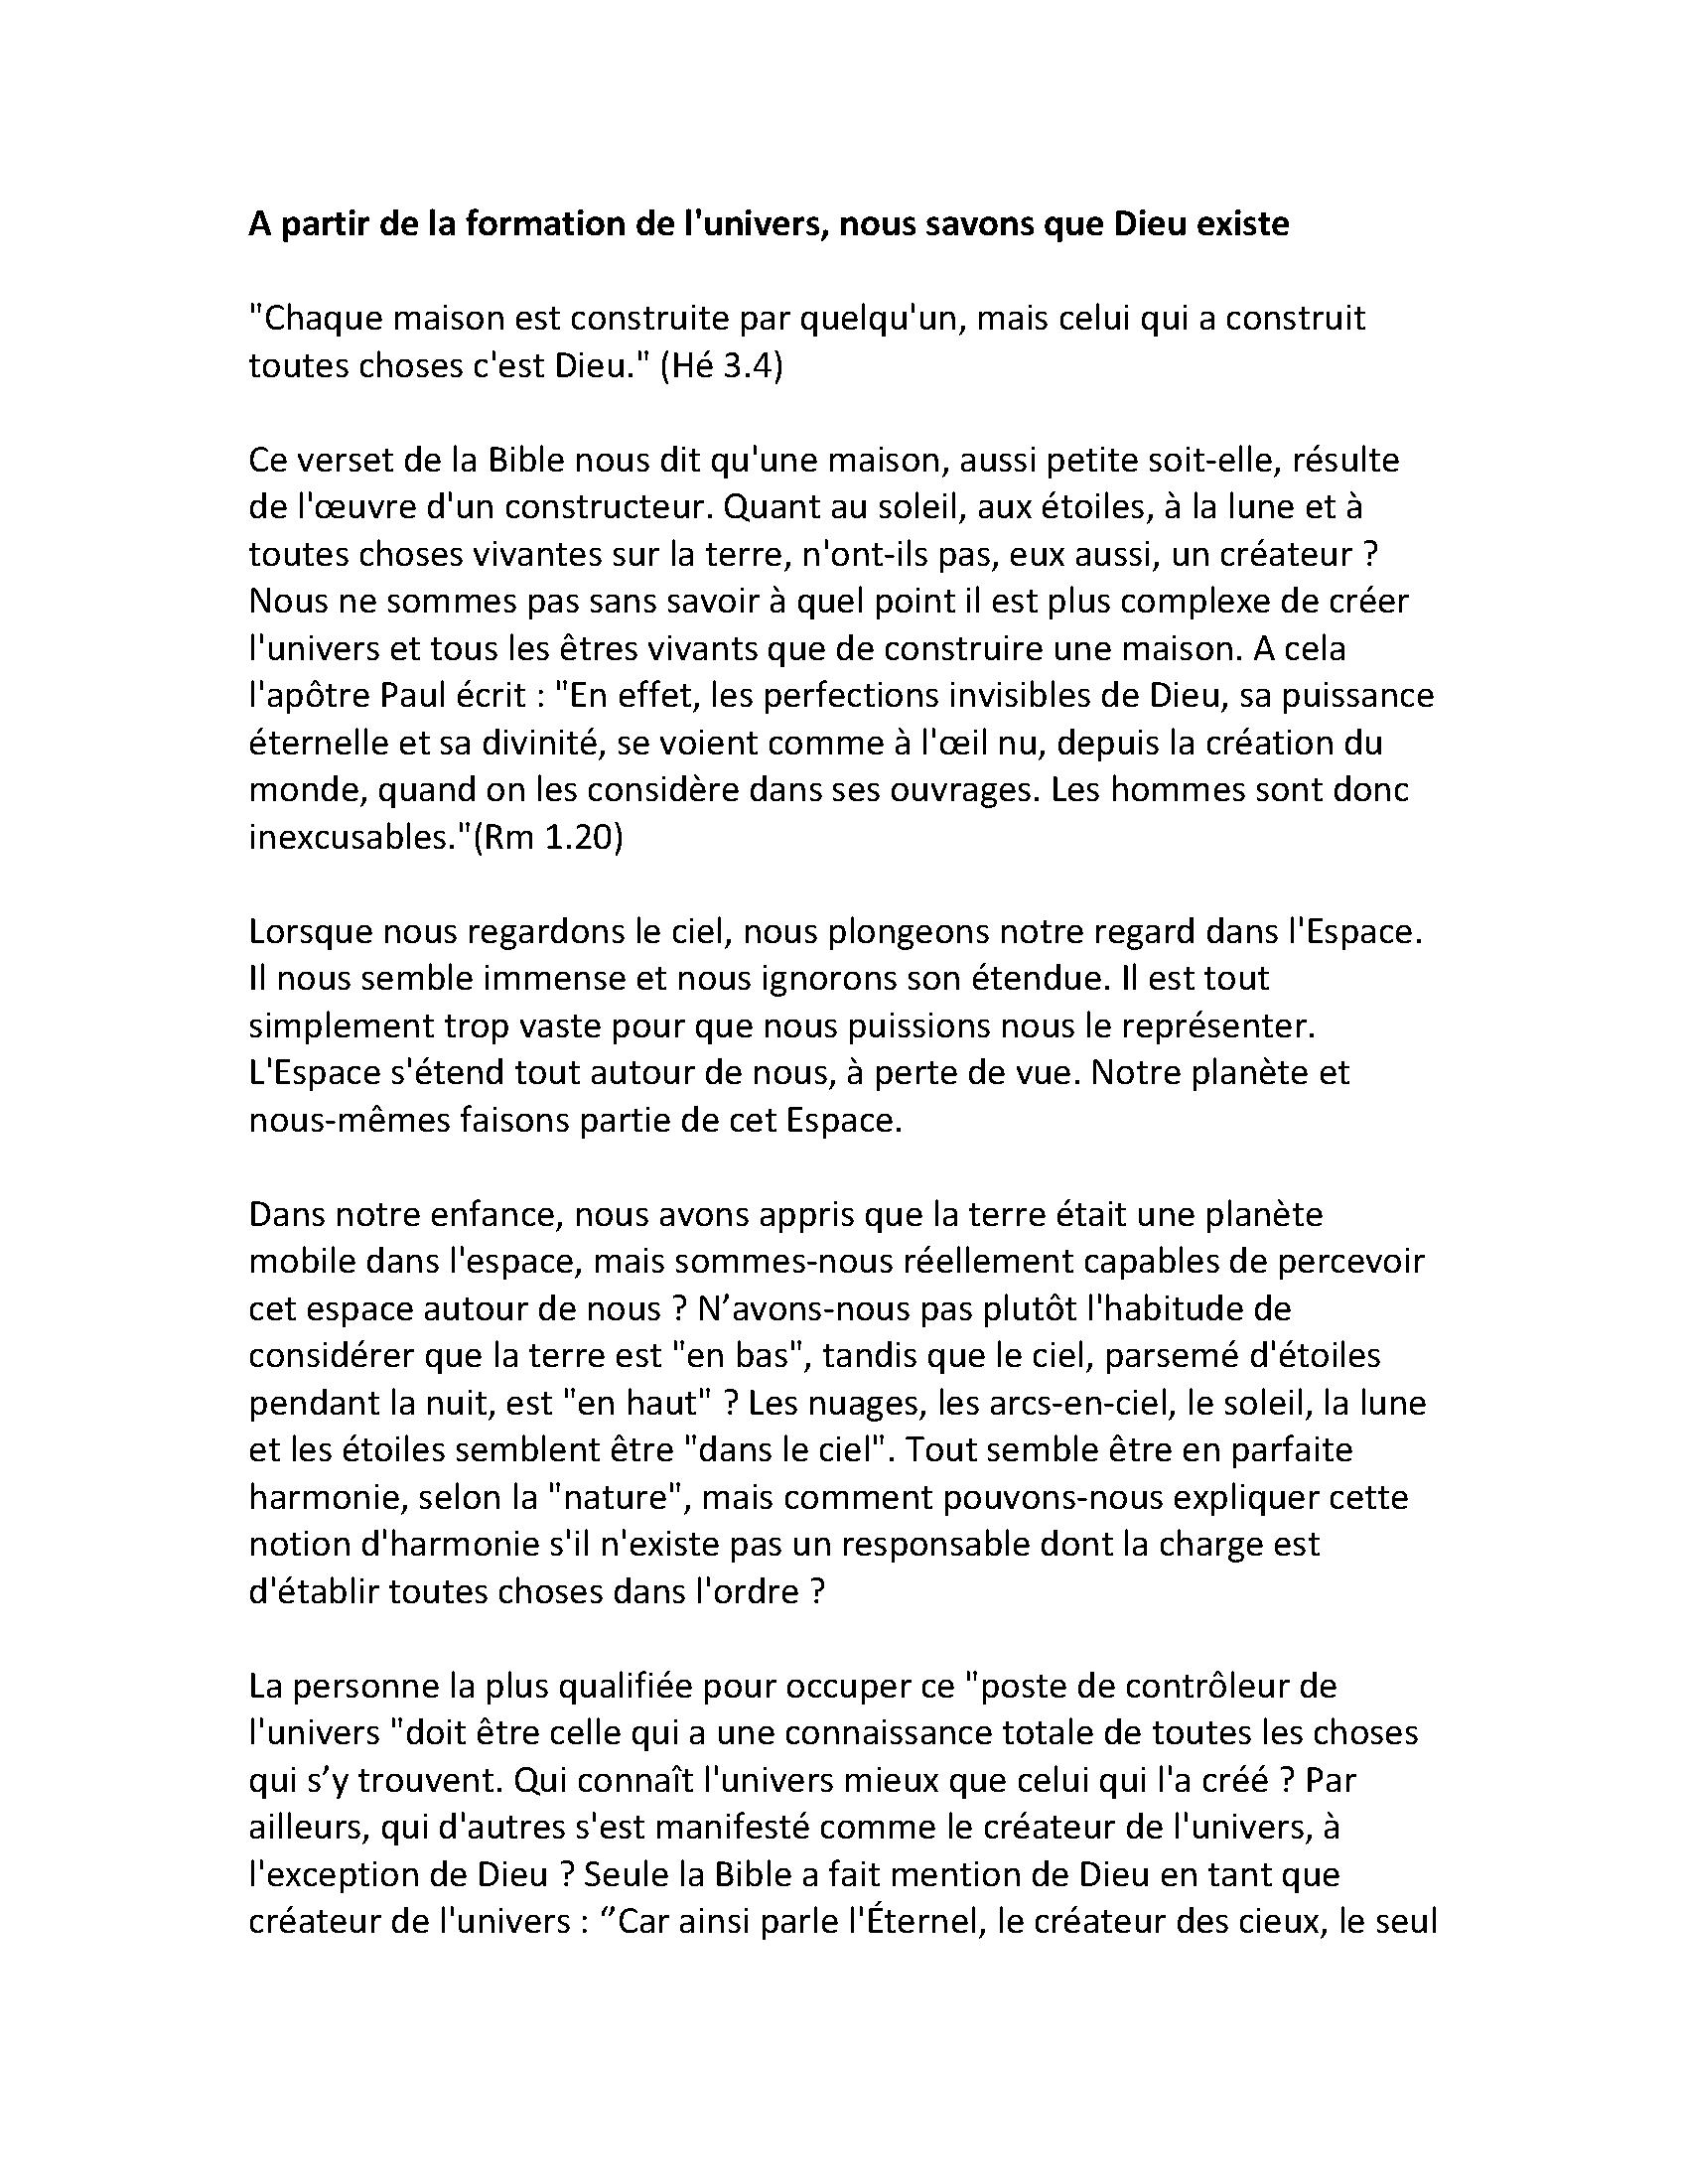 A partir de la formation de l'univers, nous savons que Dieu existe
"Chaque maison est construite par quelqu'un, mais celui qui a construit
toutes choses c'est Dieu." (Hé 3.4)
Ce verset de la Bible nous dit qu'une maison, aussi petite soit-elle, résulte
de l'œuvre d'un constructeur. Quant au soleil, aux étoiles, à la lune et à
toutes choses vivantes sur la terre, n'ont-ils pas, eux aussi, un créateur ?
Nous ne sommes pas sans savoir à quel point il est plus complexe de créer
l'univers et tous les êtres vivants que de construire une maison. A cela
l'apôtre Paul écrit : "En effet, les perfections invisibles de Dieu, sa puissance
éternelle et sa divinité, se voient comme à l'œil nu, depuis la création du
monde, quand on les considère dans ses ouvrages. Les hommes sont donc
inexcusables."(Rm 1.20)
Lorsque nous regardons le ciel, nous plongeons notre regard dans l'Espace.
Il nous semble immense et nous ignorons son étendue. Il est tout
simplement trop vaste pour que nous puissions nous le représenter.
L'Espace s'étend tout autour de nous, à perte de vue. Notre planète et
nous-mêmes faisons partie de cet Espace.
Dans notre enfance, nous avons appris que la terre était une planète
mobile dans l'espace, mais sommes-nous réellement capables de percevoir
cet espace autour de nous ? N’avons-nous pas plutôt l'habitude de
considérer que la terre est "en bas", tandis que le ciel, parsemé d'étoiles
pendant la nuit, est "en haut" ? Les nuages, les arcs-en-ciel, le soleil, la lune
et les étoiles semblent être "dans le ciel". Tout semble être en parfaite
harmonie, selon la "nature", mais comment pouvons-nous expliquer cette
notion d'harmonie s'il n'existe pas un responsable dont la charge est
d'établir toutes choses dans l'ordre ?
La personne la plus qualifiée pour occuper ce "poste de contrôleur de
l'univers "doit être celle qui a une connaissance totale de toutes les choses
qui s’y trouvent. Qui connaît l'univers mieux que celui qui l'a créé ? Par
ailleurs, qui d'autres s'est manifesté comme le créateur de l'univers, à
l'exception de Dieu ? Seule la Bible a fait mention de Dieu en tant que
créateur de l'univers : ‘’Car ainsi parle l'Éternel, le créateur des cieux, le seul